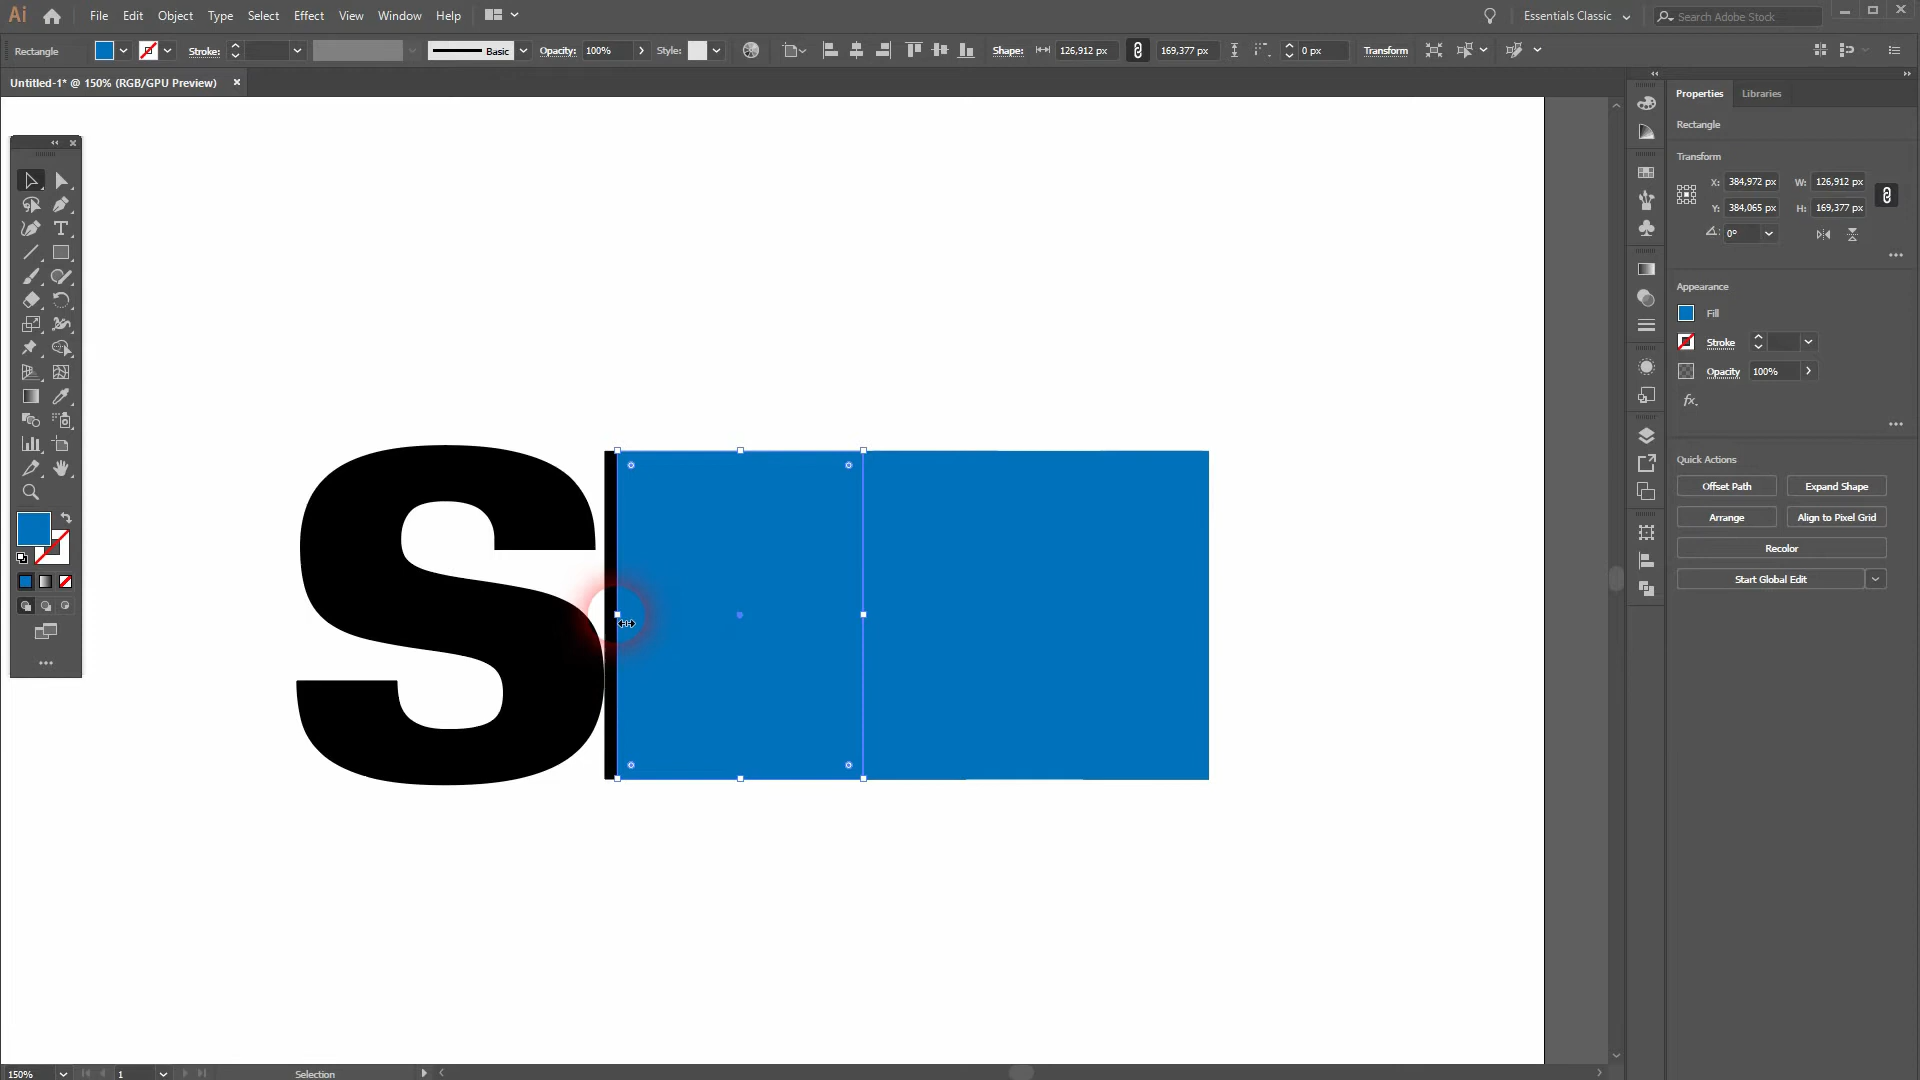 Ai File Edit Object Type Select Effect View Window Help Essentials Classic Search Adobe Stock
Rectangle Stroke: Basic Opacity: 100% Style: Shape: 126,912 px 169,377 px 0 px Transform
Untitled-1* @ 150% (RGB/GPU Preview)
Properties Libraries
Rectangle
Transform
X: 384,972 px W: 126,912 px
Y: 384,065 px H: 169,377 px
0°
Appearance
Fill
Stroke
Opacity 100%
fx.
Quick Actions
Offset Path Expand Shape
Arrange Align to Pixel Grid
Recolor
Start Global Edit
S
150% 1 Selection